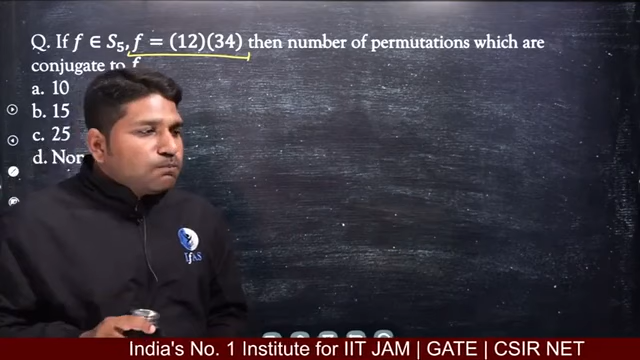 Q. If f ∈ S₅, f = (12)(34) then number of permutations which are
conjugate to f
a. 10
b. 15
c. 25
d.
IfAS
India's No. 1 Institute for IIT JAM | GATE | CSIR NET